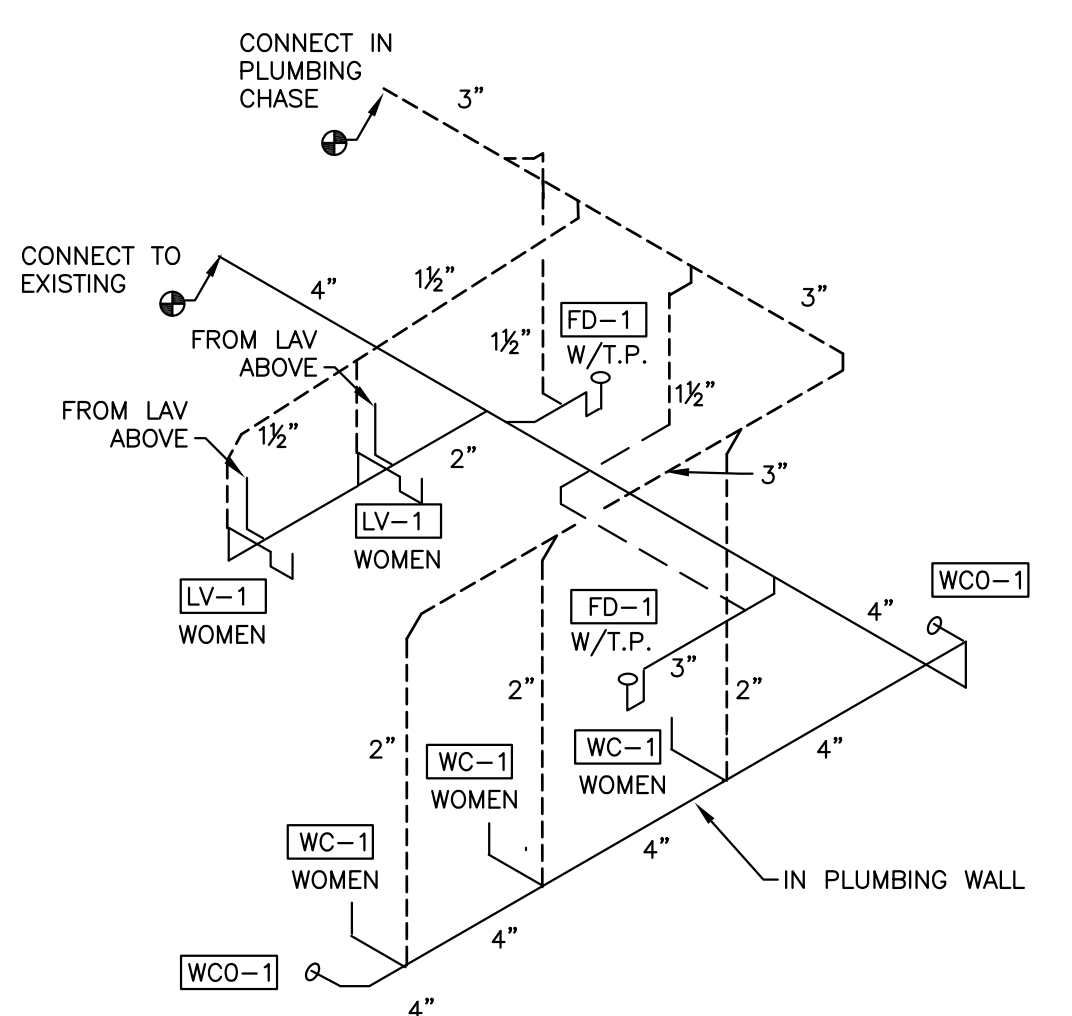 CONNECT IN
PLUMBING
CHASE
3”
CONNECT TO
EXISTING
4”
1½”
3”
FROM LAV
ABOVE
1½”
FD-1
W/T.P.
1½”
FROM LAV
ABOVE
1½”
2”
3”
LV-1
WOMEN
LV-1
WOMEN
FD-1
W/T.P.
WCO-1
4”
3”
2”
2”
2”
WC-1
WOMEN
WC-1
WOMEN
4”
WC-1
WOMEN
4”
IN PLUMBING WALL
4”
WCO-1
4”